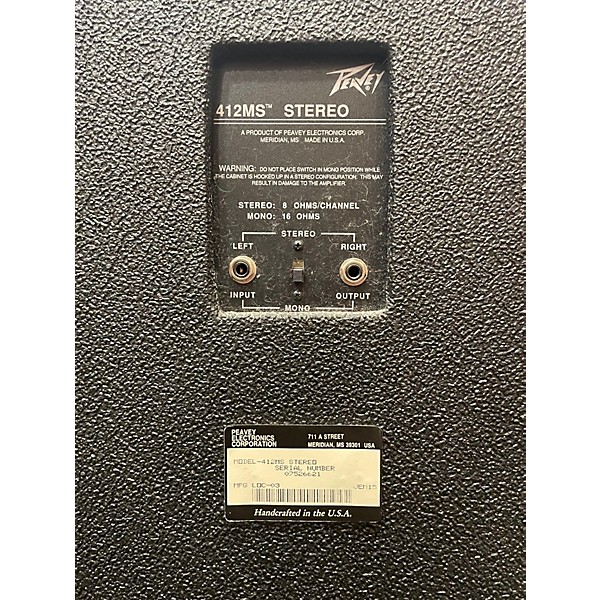 PEAVEY
412MS™ STEREO
A PRODUCT OF PEAVEY ELECTRONICS CORP.
MERIDIAN, MS MADE IN U.S.A.
WARNING: DO NOT PLACE SWITCH IN MONO POSITION WHILE
THE CABINET IS HOOKED UP IN A STEREO CONFIGURATION. THIS MAY
RESULT IN DAMAGE TO THE AMPLIFIER.
STEREO: 8 OHMS/CHANNEL
MONO: 16 OHMS
STEREO
LEFT RIGHT
INPUT OUTPUT
MONO
PEAVEY
ELECTRONICS
CORPORATION
711 A STREET
MERIDIAN, MS 39301 USA
MODEL-412MS STEREO
SERIAL NUMBER
07526621
MFG LOC-03 JEM15
Handcrafted in the U.S.A.